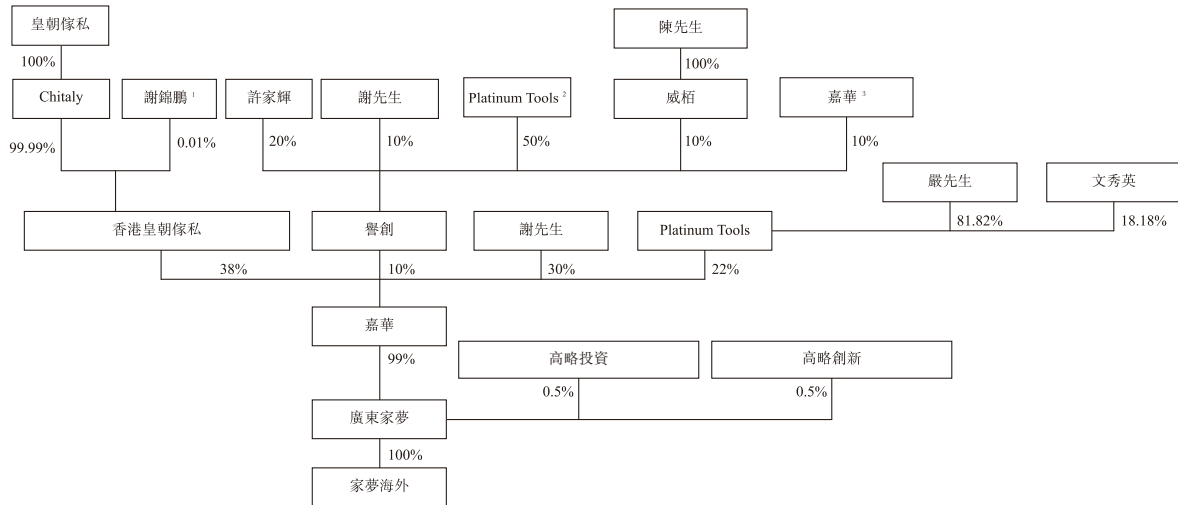 皇朝傢私
陳先生
100%
100%
Chitaly
謝錦鵬 1
許家輝
謝先生
Platinum Tools 2
威栢
嘉華 3
99.99%
0.01%
20%
10%
50%
10%
10%
嚴先生
文秀英
81.82%
18.18%
香港皇朝傢私
譽創
謝先生
Platinum Tools
38%
10%
30%
22%
嘉華
99%
高略投資
高略創新
0.5%
0.5%
廣東家夢
100%
家夢海外